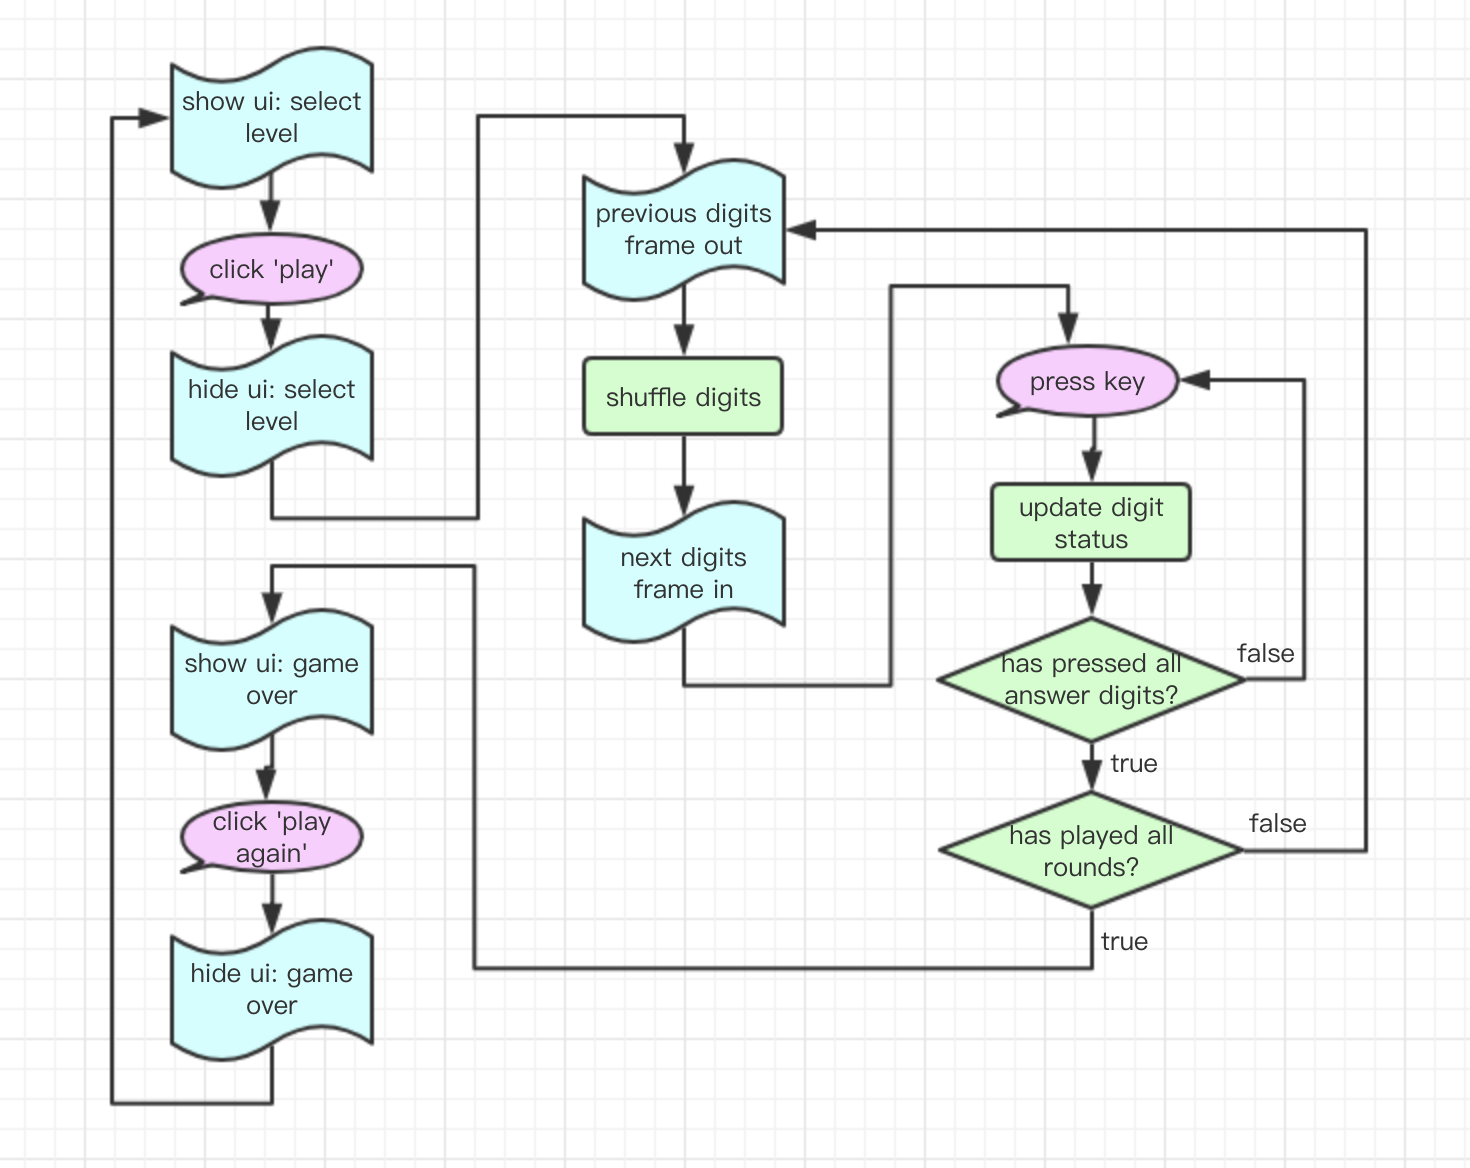 show ui: select
level
click 'play'
hide ui: select
level
show ui: game
over
click 'play
again'
hide ui: game
over
previous digits
frame out
shuffle digits
next digits
frame in
press key
update digit
status
has pressed all
answer digits?
false
true
has played all
rounds?
false
true